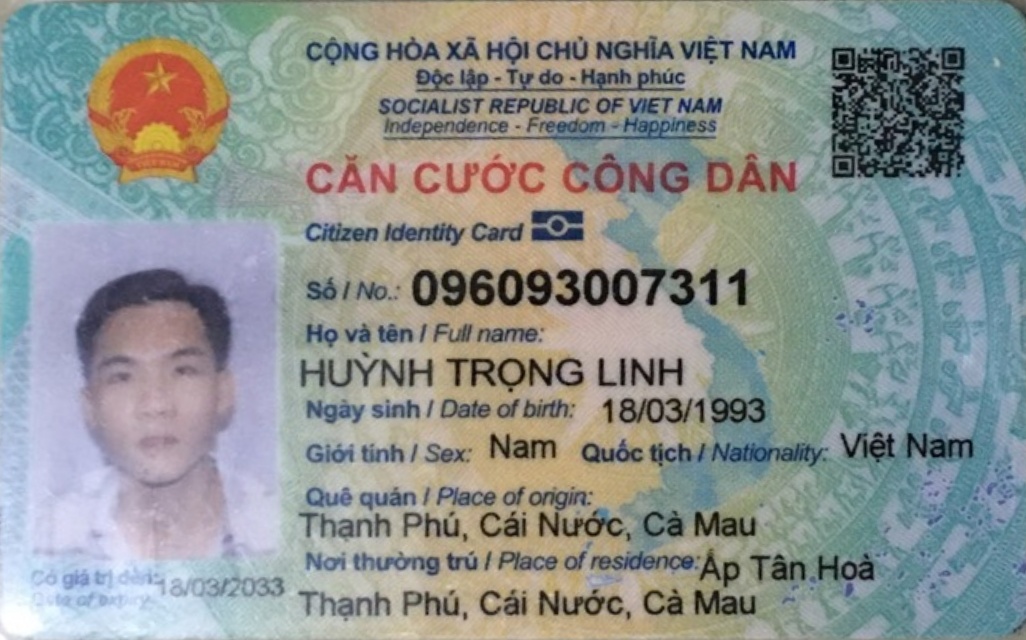 CỘNG HÒA XÃ HỘI CHỦ NGHĨA VIỆT NAM
Độc lập - Tự do - Hạnh phúc
SOCIALIST REPUBLIC OF VIET NAM
Independence - Freedom - Happiness
CĂN CƯỚC CÔNG DÂN
Citizen Identity Card
Số / No.: 096093007311
Họ và tên / Full name:
HUỲNH TRỌNG LINH
Ngày sinh / Date of birth: 18/03/1993
Giới tính / Sex: Nam Quốc tịch / Nationality: Việt Nam
Quê quán / Place of origin:
Thạnh Phú, Cái Nước, Cà Mau
Nơi thường trú / Place of residence: Ấp Tân Hoà
Thạnh Phú, Cái Nước, Cà Mau
Có giá trị đến: 18/03/2033
Date of expiry